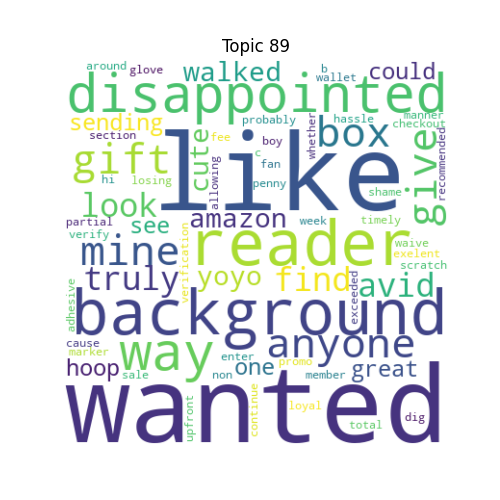 Topic 89
around glove walked could
b
wallet
disappointed
sending
section
cute
probably
fee
boy
box
whether
hassle
manner
checkout
give
recommended
gift
like
hi losing
allowing
c
fan
penny
shame
look
partial
see
amazon
week
timely
verify
mine
verification
reader
waive
exelent
scratch
truly yoyo find
exceeded
avid
adhesive
background
cause
marker
way
anyone
hoop
sale
non
enter
one
promo
member
great
wanted
upfront
continue
loyal
total
dig